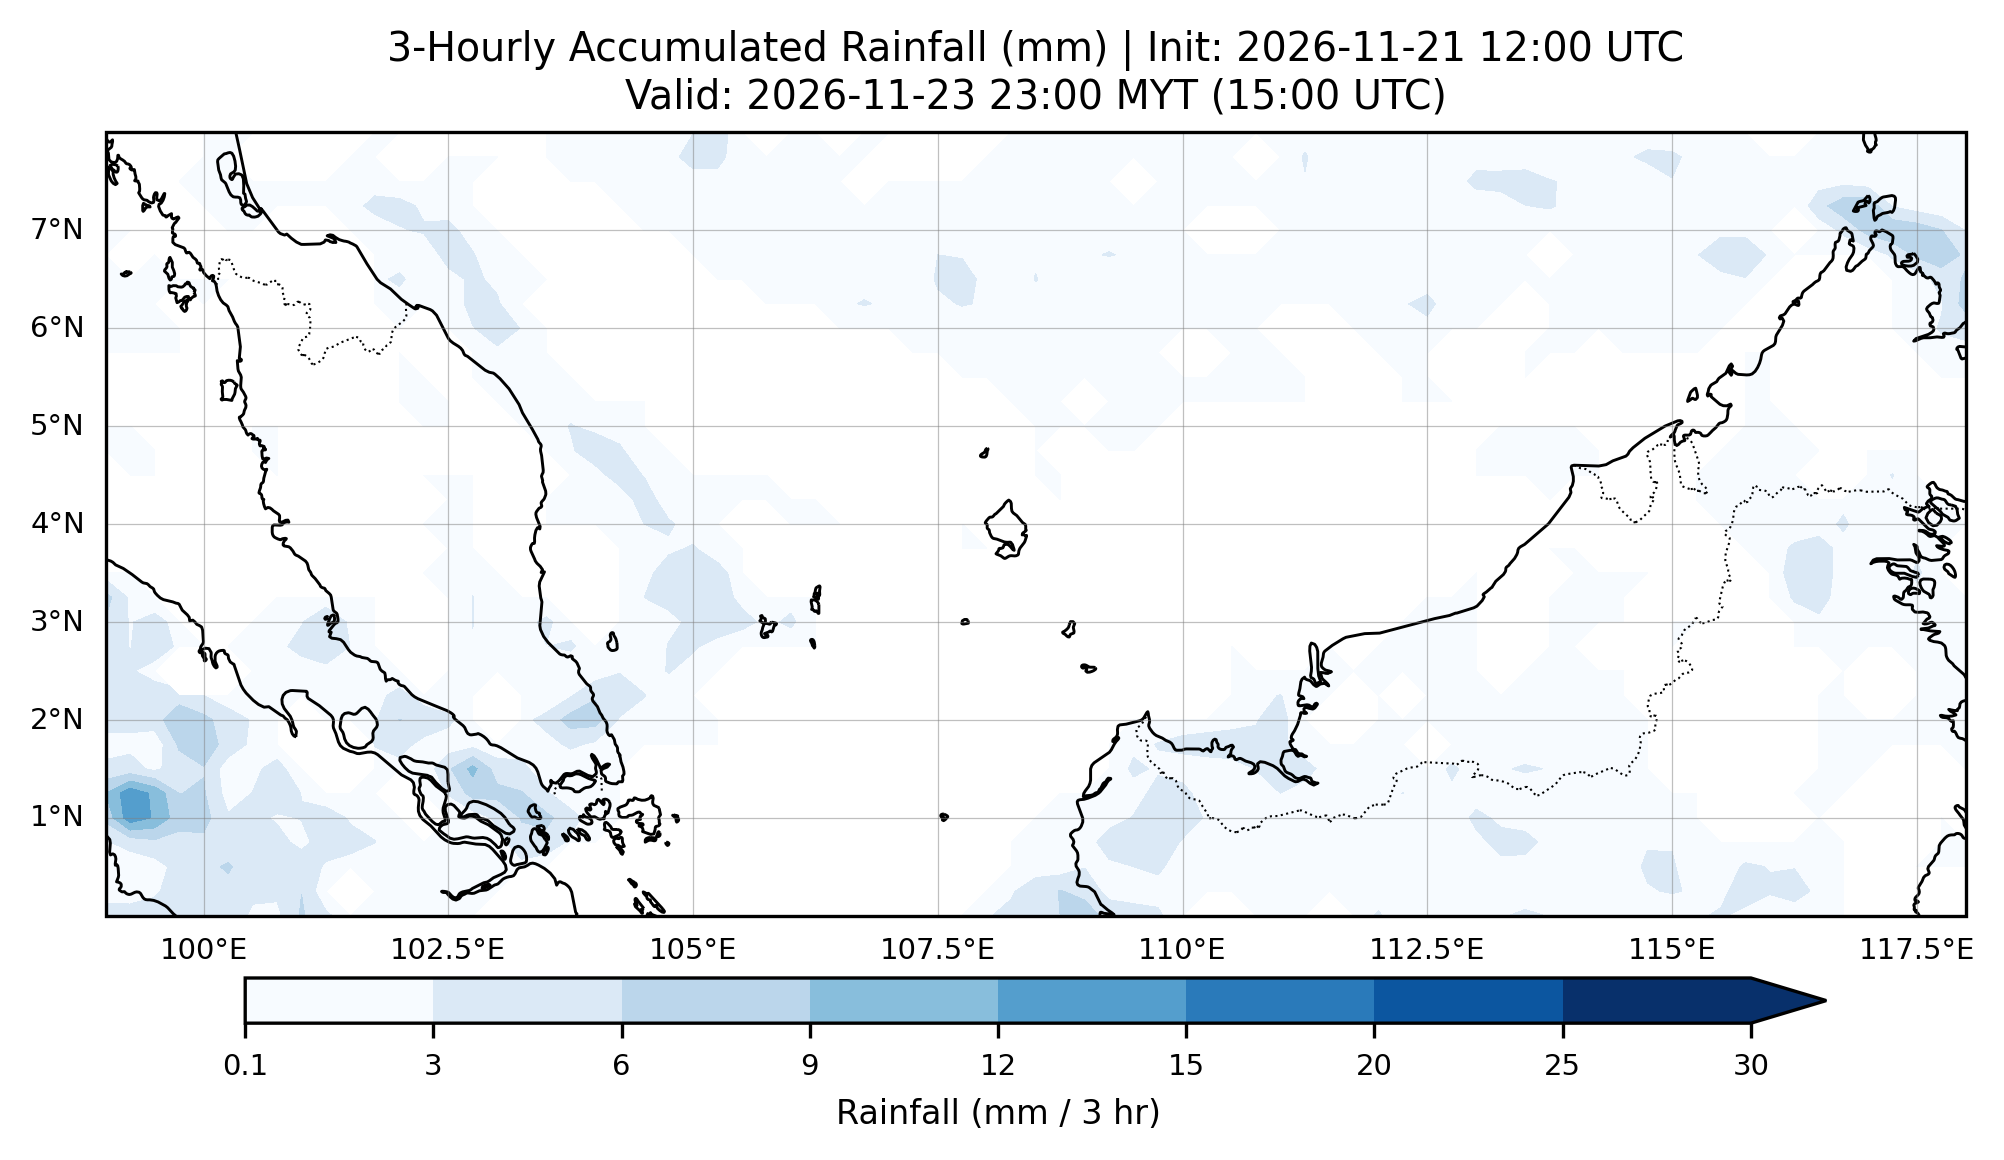 3-Hourly Accumulated Rainfall (mm) | Init: 2026-11-21 12:00 UTC
Valid: 2026-11-23 23:00 MYT (15:00 UTC)
7°N
6°N
5°N
4°N
3°N
2°N
1°N
100°E 102.5°E 105°E 107.5°E 110°E 112.5°E 115°E 117.5°E
0.1 3 6 9 12 15 20 25 30
Rainfall (mm / 3 hr)